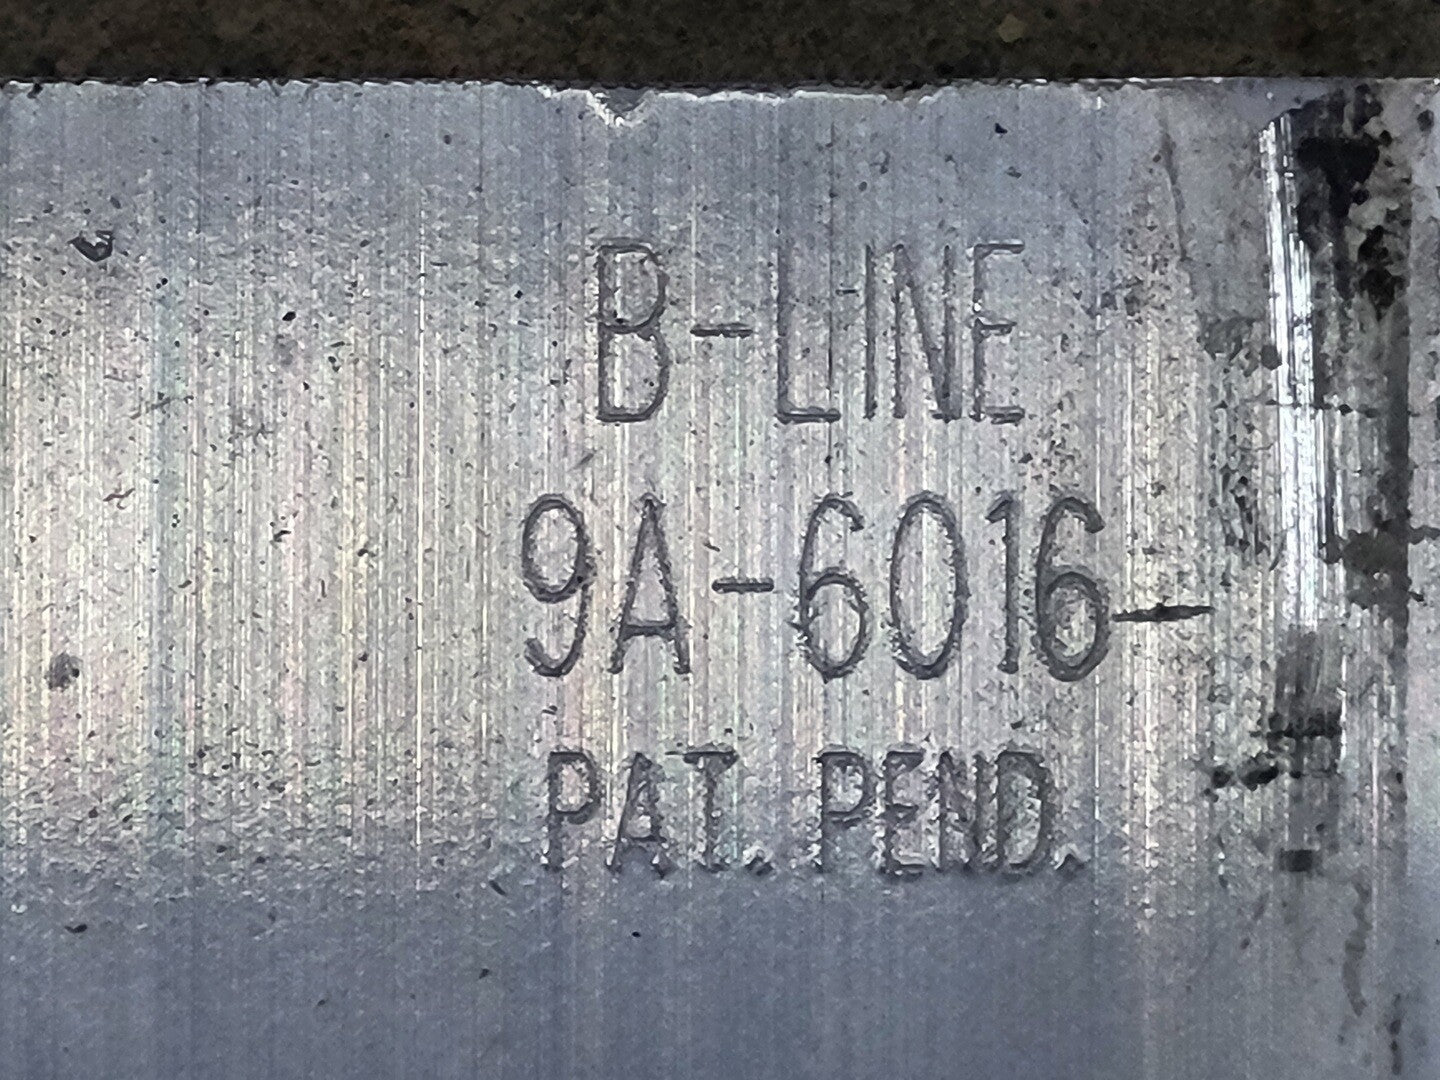 B-LINE
9A-6016
PAT. PEND.